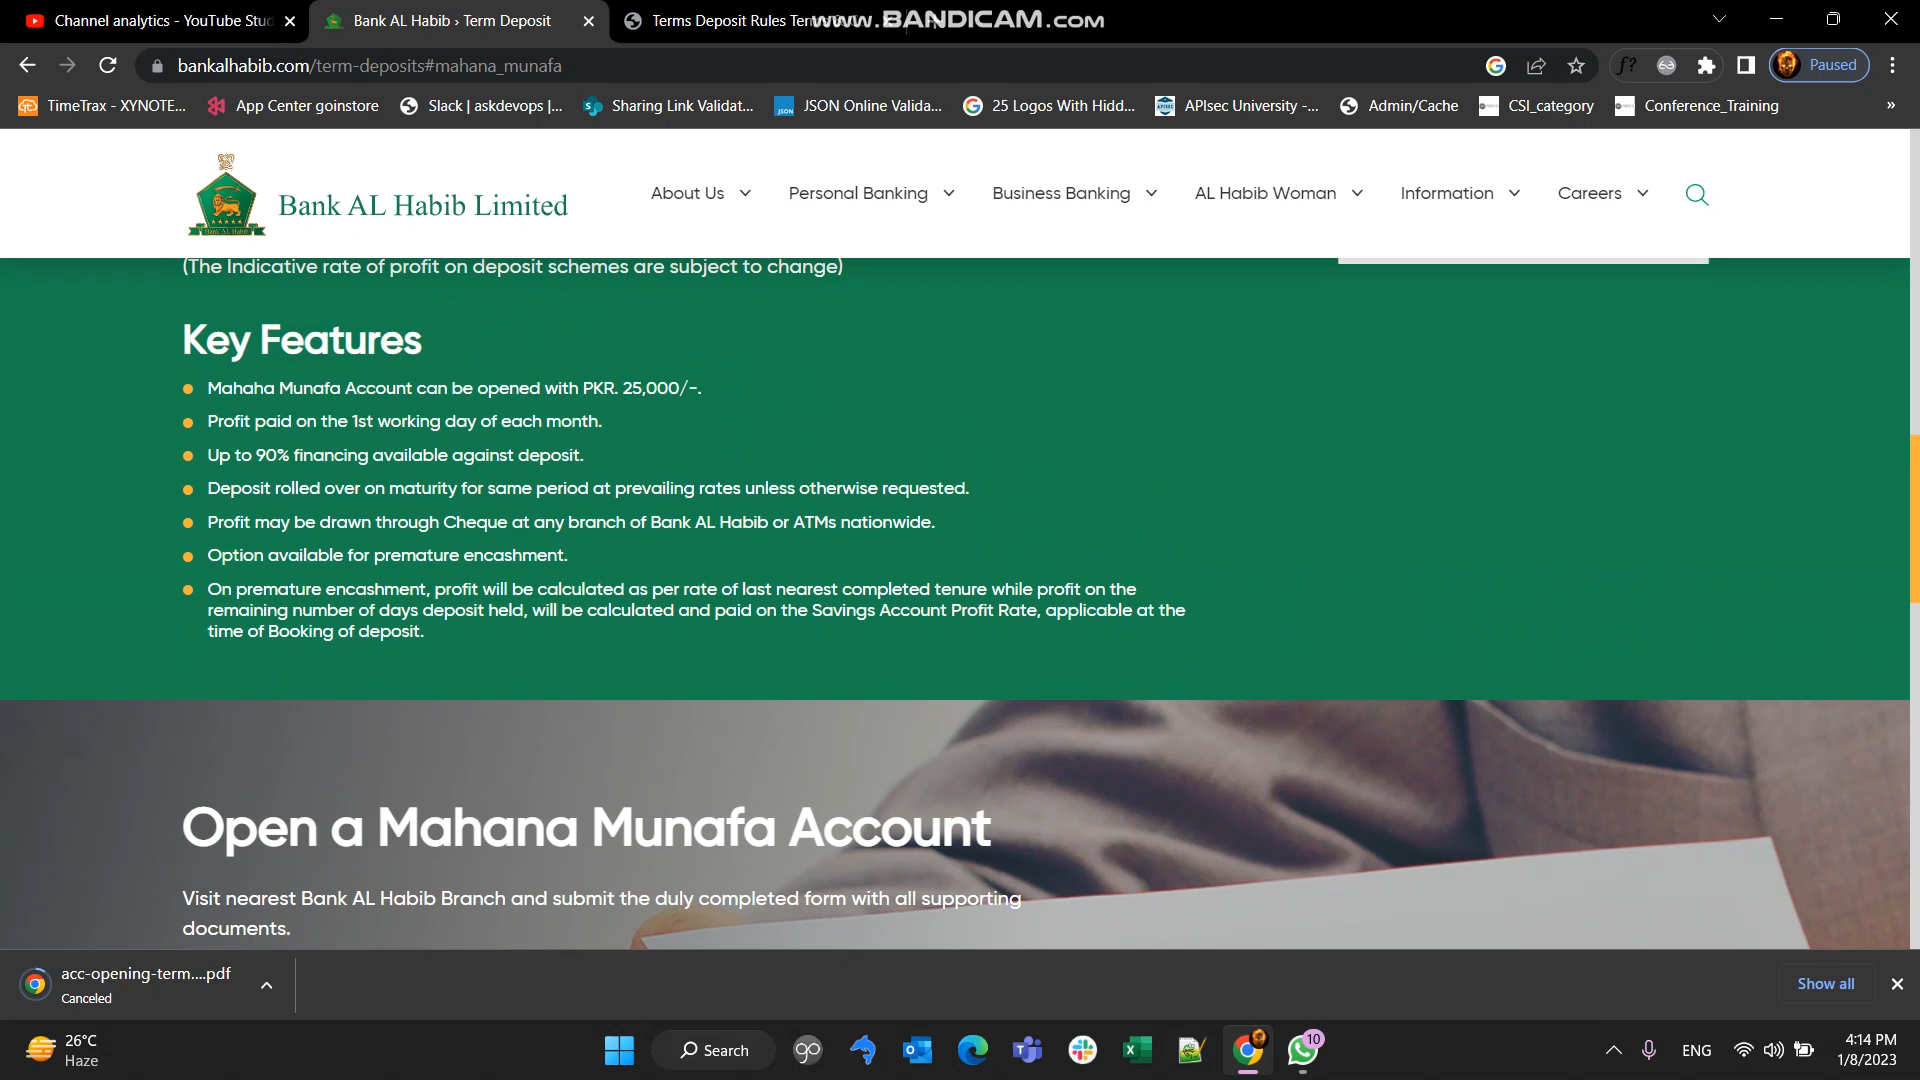 Channel analytics - YouTube Stud
Bank AL Habib › Term Deposit
Terms Deposit Rules Ter
www.BANDICAM.com
bankalhabib.com/term-deposits#mahana_munafa
Paused
TimeTrax - XYNOTE...
App Center goinstore
Slack | askdevops |...
Sharing Link Validat...
JSON Online Valida...
25 Logos With Hidd...
APIsec University -...
Admin/Cache
CSI_category
Conference_Training
»
Bank AL Habib Limited
About Us
Personal Banking
Business Banking
AL Habib Woman
Information
Careers
(The Indicative rate of profit on deposit schemes are subject to change)
Key Features
Mahaha Munafa Account can be opened with PKR. 25,000/-.
Profit paid on the 1st working day of each month.
Up to 90% financing available against deposit.
Deposit rolled over on maturity for same period at prevailing rates unless otherwise requested.
Profit may be drawn through Cheque at any branch of Bank AL Habib or ATMs nationwide.
Option available for premature encashment.
On premature encashment, profit will be calculated as per rate of last nearest completed tenure while profit on the
remaining number of days deposit held, will be calculated and paid on the Savings Account Profit Rate, applicable at the
time of Booking of deposit.
Open a Mahana Munafa Account
Visit nearest Bank AL Habib Branch and submit the duly completed form with all supporting
documents.
acc-opening-term....pdf
Canceled
Show all
26°C
Haze
Search
10
ENG
4:14 PM
1/8/2023